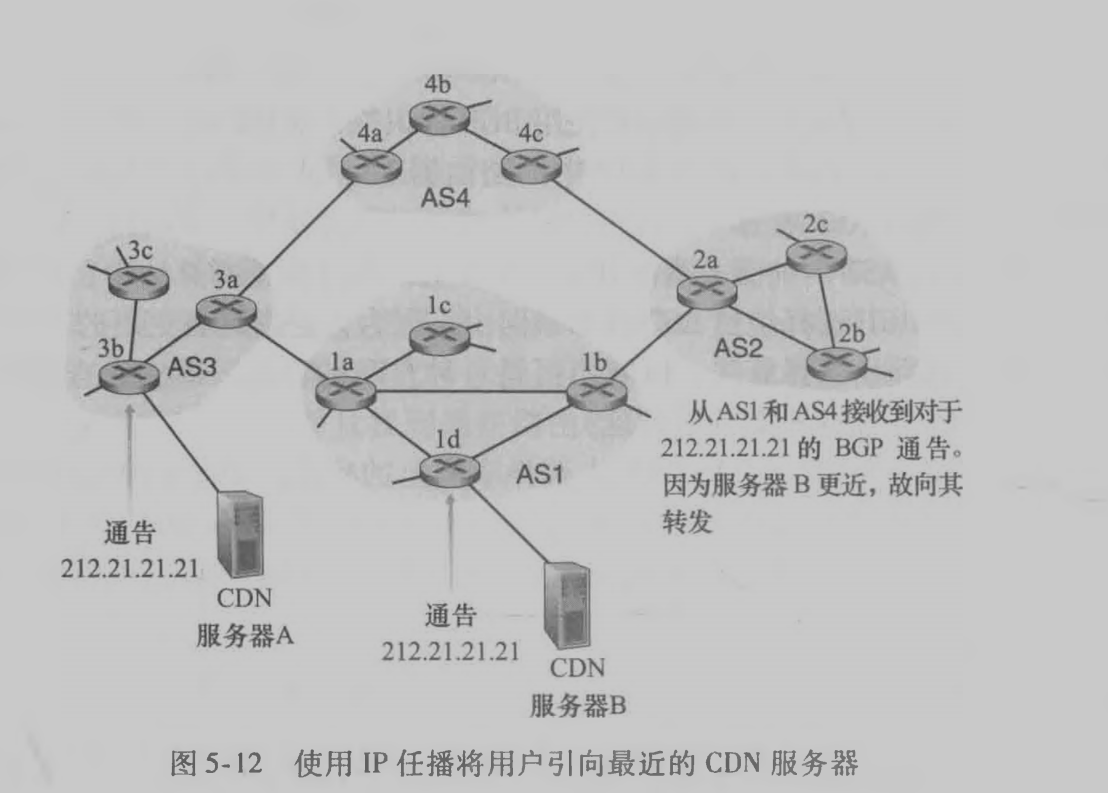 4b
4a
4c
AS4
3c
3a
2c
2a
1c
3b
AS3
1a
1b
AS2
2b
1d
AS1
从AS1和AS4接收到对于
212.21.21.21的 BGP 通告。
因为服务器 B 更近，故向其
转发
通告
212.21.21.21
CDN
服务器A
通告
212.21.21.21
CDN
服务器B
图 5-12 使用 IP 任播将用户引向最近的 CDN 服务器